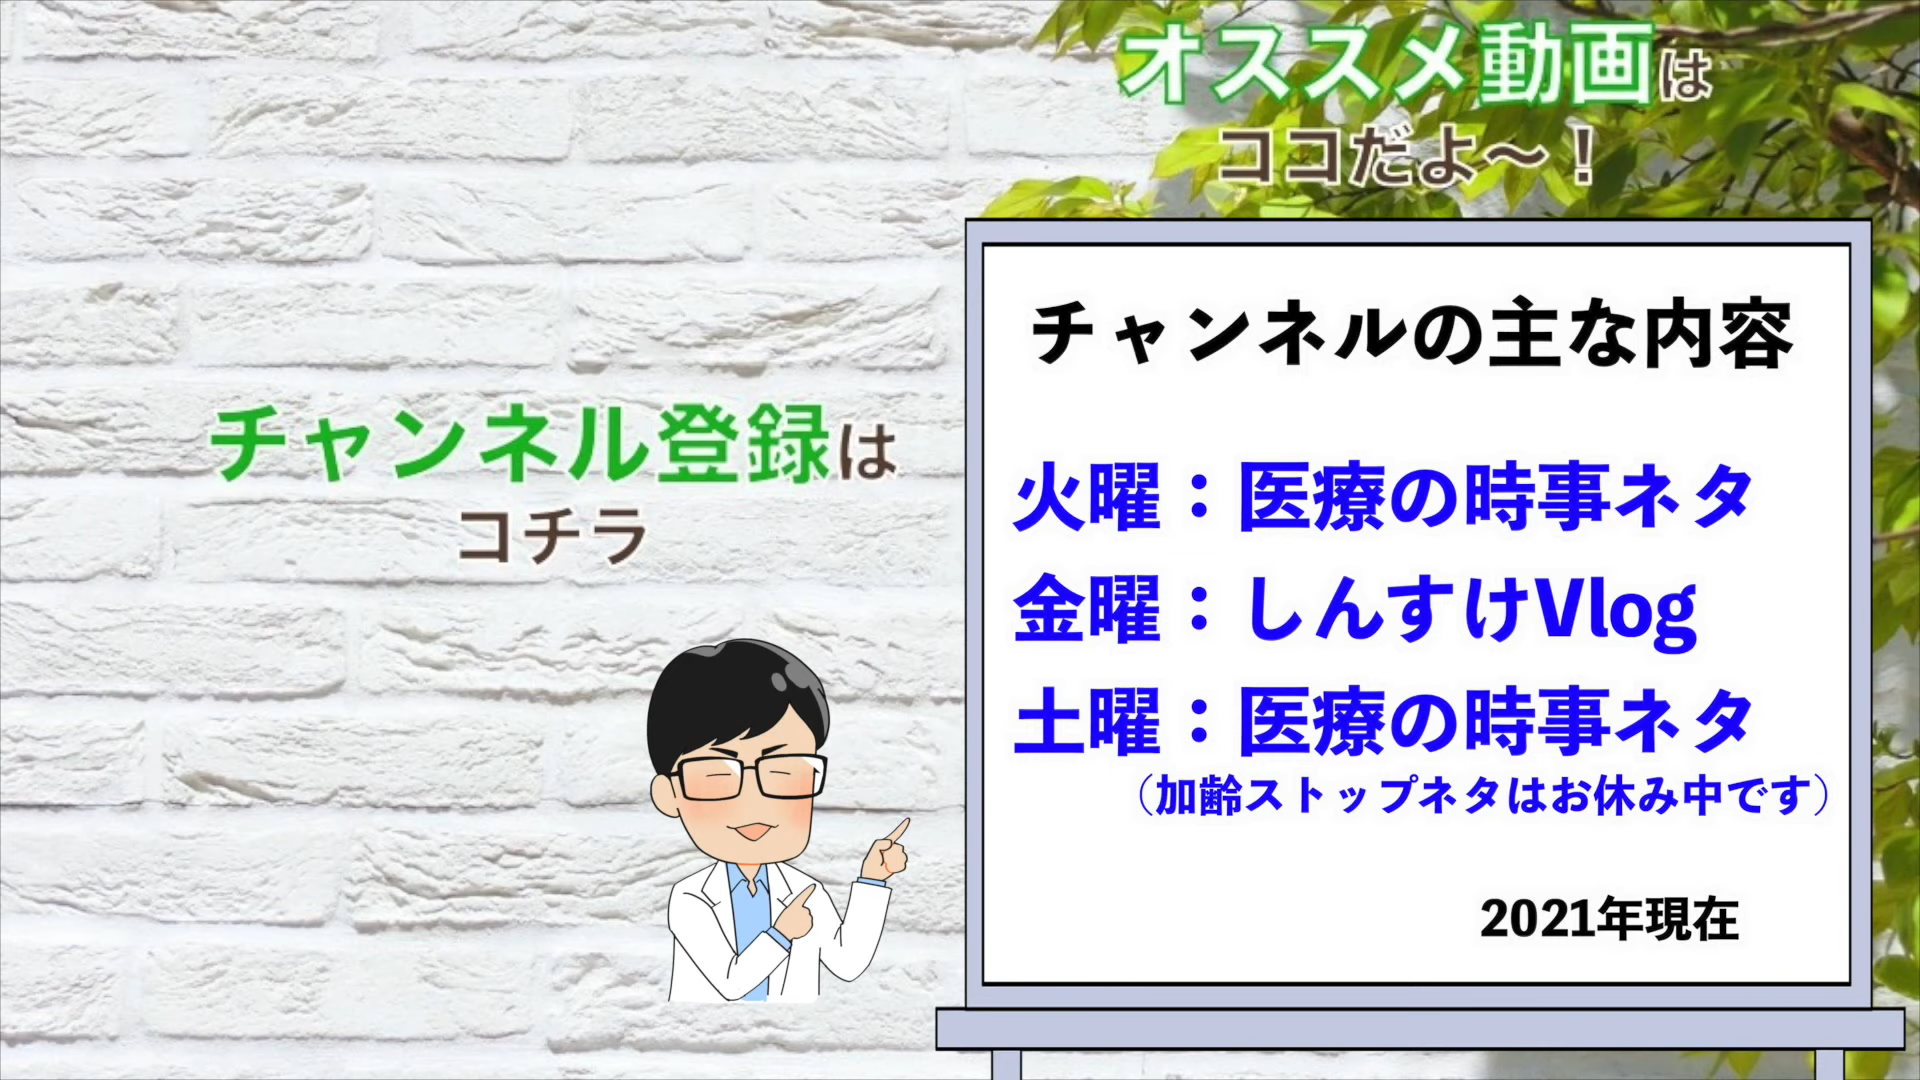 オススメ動画は
ココだよ〜！
チャンネル登録は
コチラ
チャンネルの主な内容
火曜：医療の時事ネタ
金曜：しんすけVlog
土曜：医療の時事ネタ
（加齢ストップネタはお休み中です）
2021年現在